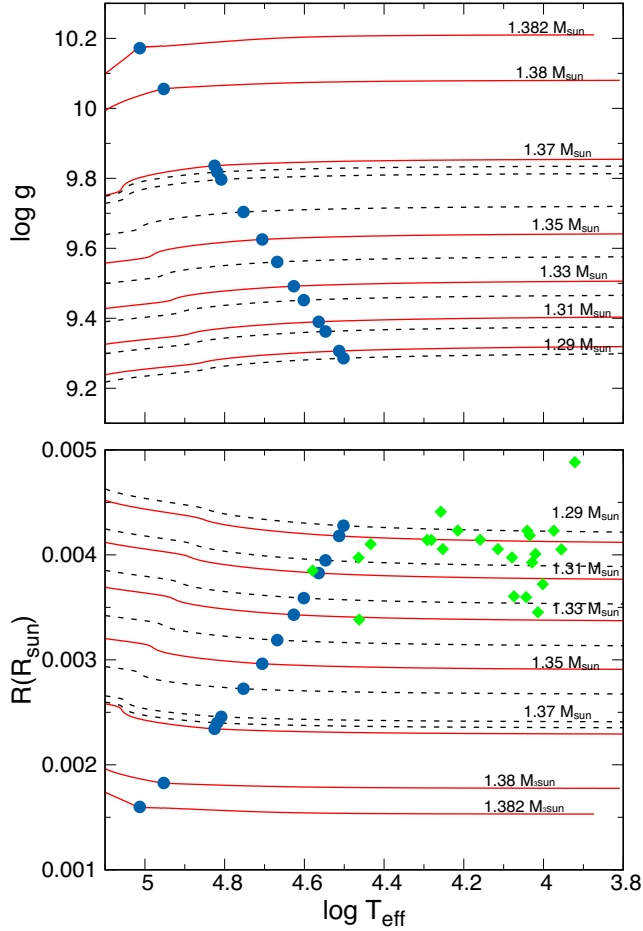 10.2
10
9.8
9.6
9.4
9.2
log g
1.382 Msun
1.38 Msun
1.37 Msun
1.35 Msun
1.33 Msun
1.31 Msun
1.29 Msun
0.005
0.004
0.003
0.002
0.001
R(Rsun)
1.29 Msun
1.31 Msun
1.33 Msun
1.35 Msun
1.37 Msun
1.38 M3sun
1.382 M3sun
5 4.8 4.6 4.4 4.2 4 3.8
log Teff